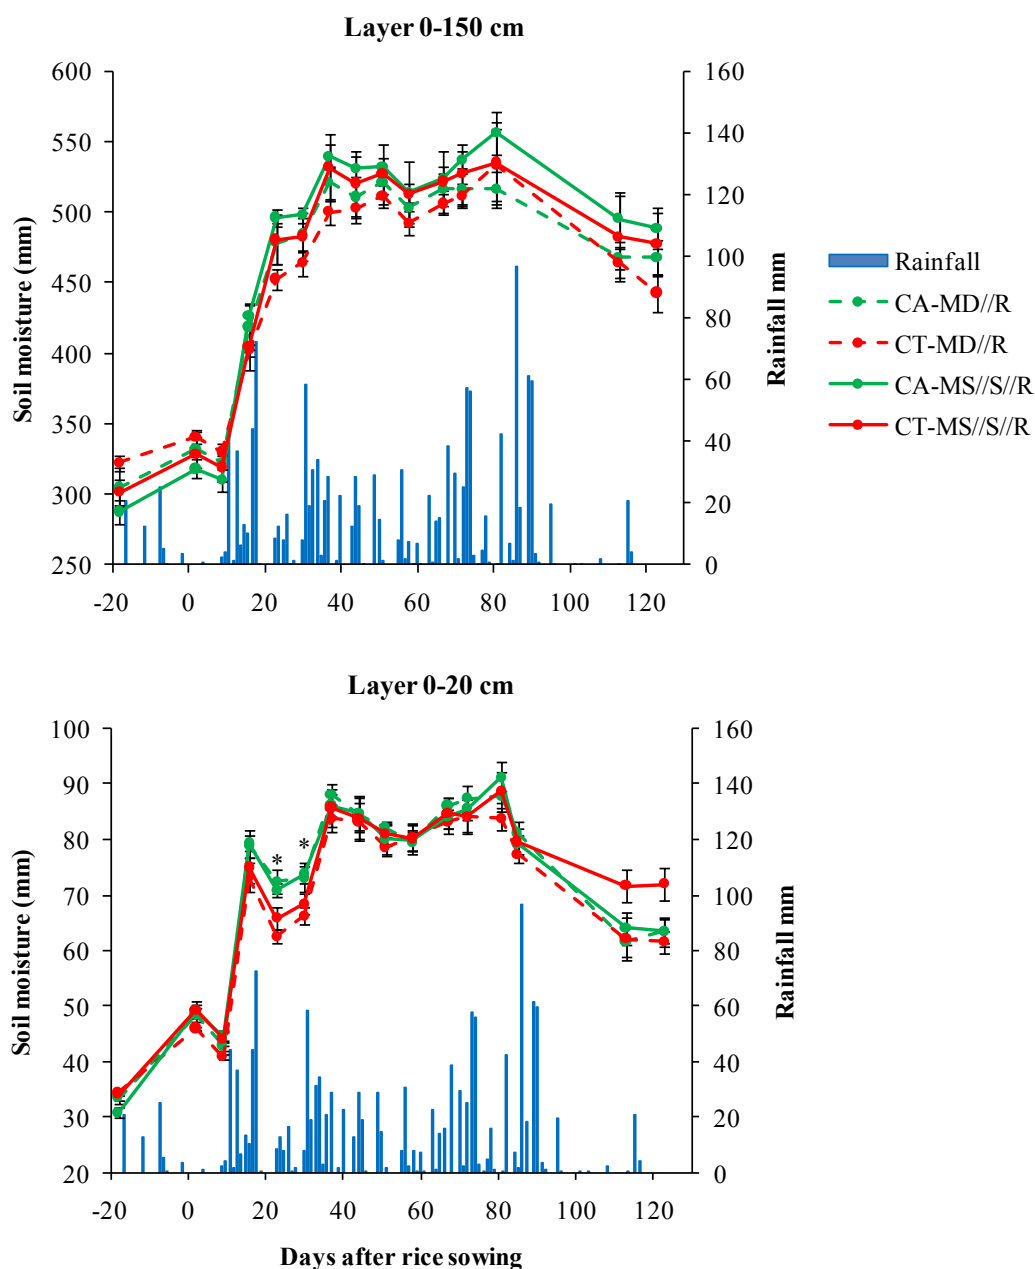 Layer 0-150 cm
600
550
500
450
400
350
300
250
Soil moisture (mm)
160
140
120
100
80
60
40
20
0
Rainfall mm
-20 0 20 40 60 80 100 120
Rainfall
CA-MD//R
CT-MD//R
CA-MS//S//R
CT-MS//S//R
Layer 0-20 cm
100
90
80
70
60
50
40
30
20
Soil moisture (mm)
* *
160
140
120
100
80
60
40
20
0
Rainfall mm
-20 0 20 40 60 80 100 120
Days after rice sowing